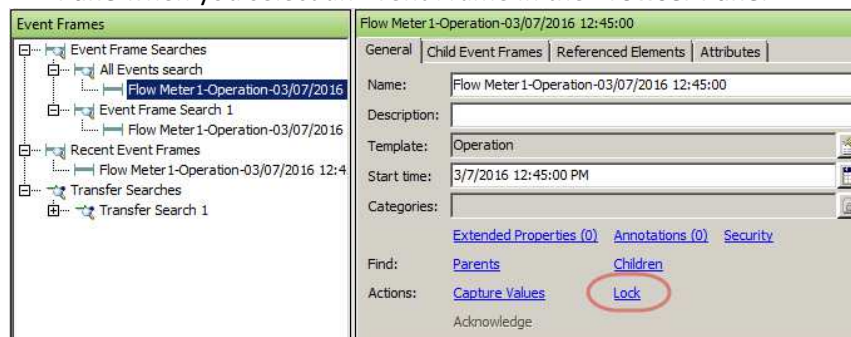 Event Frames
Event Frame Searches
All Events search
Flow Meter1-Operation-03/07/2016
Event Frame Search 1
Flow Meter1-Operation-03/07/2016
Recent Event Frames
Flow Meter1-Operation-03/07/2016 12:4
Transfer Searches
Transfer Search 1
Flow Meter1-Operation-03/07/2016 12:45:00
General Child Event Frames Referenced Elements Attributes
Name: Flow Meter1-Operation-03/07/2016 12:45:00
Description:
Template: Operation
Start time: 3/7/2016 12:45:00 PM
Categories:
Extended Properties (0) Annotations (0) Security
Find: Parents Children
Actions: Capture Values Lock
Acknowledge